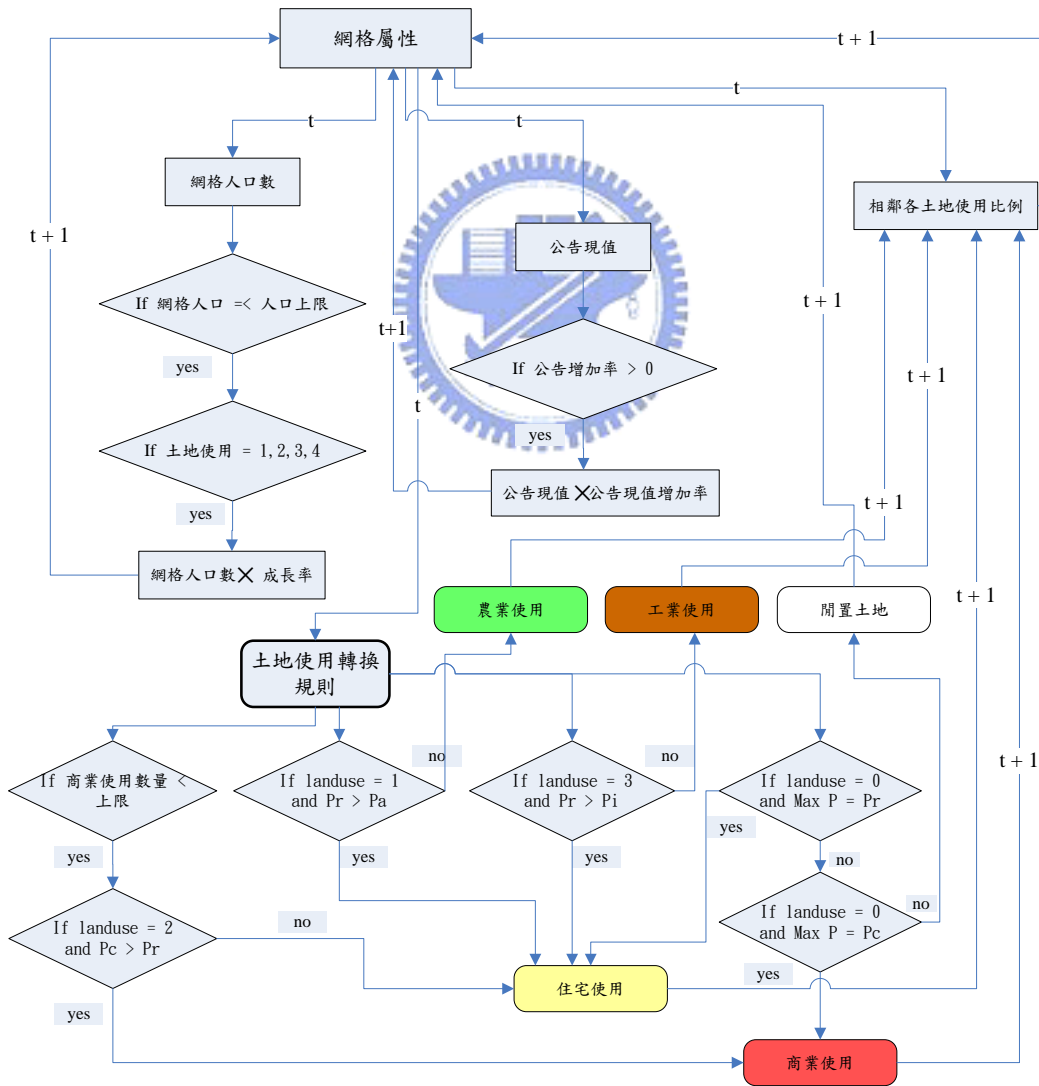 網格屬性
t + 1
t
t
t
網格人口數
相鄰各土地使用比例
t + 1
公告現值
t + 1
If 網格人口 =< 人口上限
t+1
If 公告增加率 > 0
yes
t + 1
t
If 土地使用 = 1,2,3,4
yes
公告現值 ✕公告現值增加率
yes
t + 1
網格人口數✕ 成長率
農業使用
工業使用
閒置土地
t + 1
土地使用轉換
規則
no
no
t + 1
If 商業使用數量 <
上限
If landuse = 1
and Pr > Pa
If landuse = 3
and Pr > Pi
If landuse = 0
and Max P = Pr
yes
yes
yes
yes
no
If landuse = 2
and Pc > Pr
no
If landuse = 0
and Max P = Pc
no
住宅使用
yes
yes
商業使用